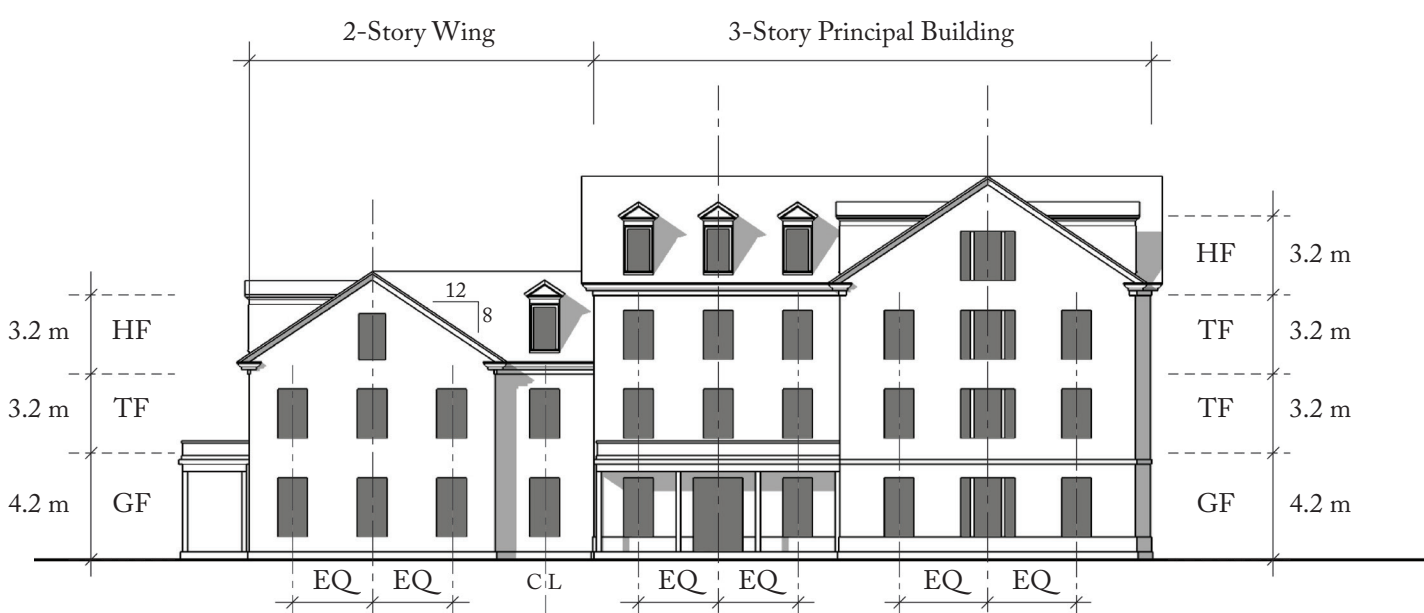 2-Story Wing
3-Story Principal Building
12
8
HF
3.2 m
3.2 m
HF
TF
3.2 m
3.2 m
TF
TF
3.2 m
4.2 m
GF
GF
4.2 m
EQ
EQ
CL
EQ
EQ
EQ
EQ